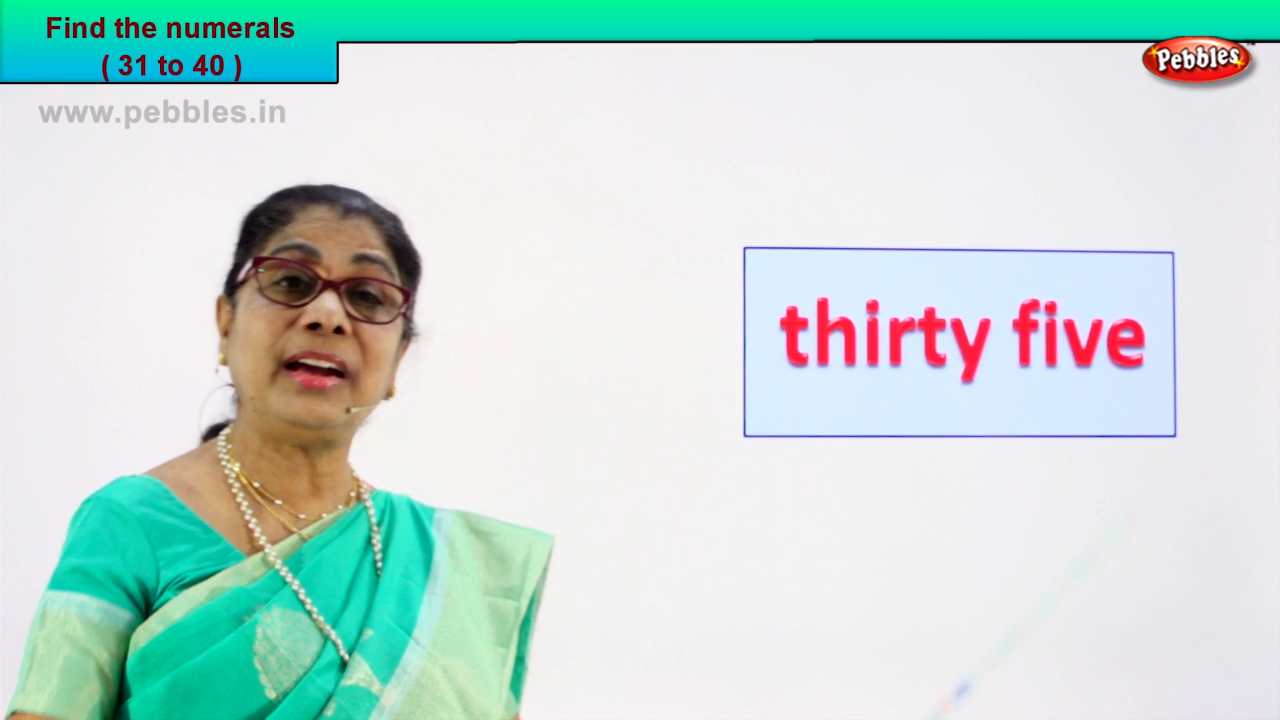 Find the numerals
( 31 to 40 )
Pebbles
www.pebbles.in
thirty five